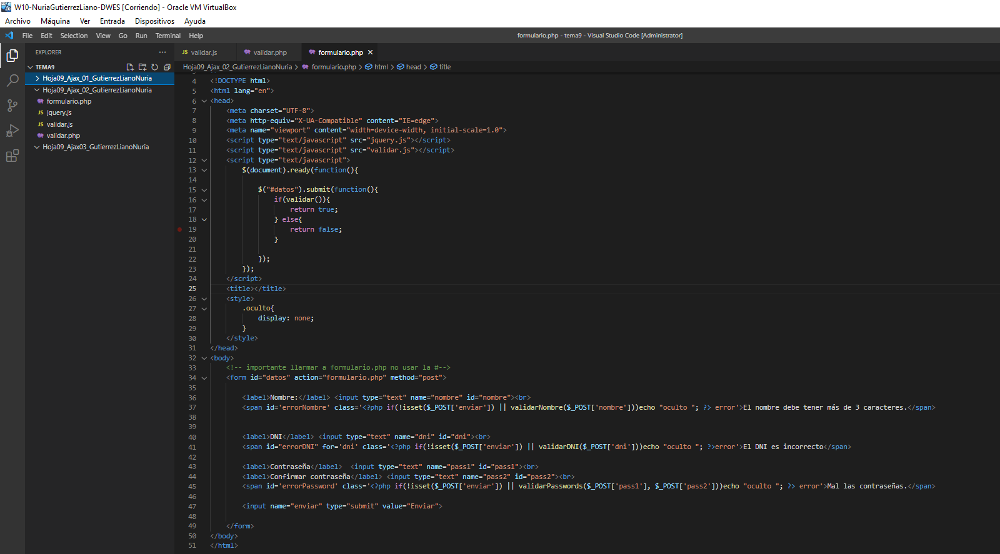 W10-NuriaGutierrezLiano-DWES [Corriendo] - Oracle VM VirtualBox
Archivo Máquina Ver Entrada Dispositivos Ayuda
File Edit Selection View Go Run Terminal Help
formulario.php - tema9 - Visual Studio Code [Administrator]
EXPLORER ...
TEMA9
Hoja09_Ajax_01_GutierrezLianoNuria
Hoja09_Ajax_02_GutierrezLianoNuria
formulario.php
JS jquery.js
JS validar.js
validar.php
Hoja09_Ajax03_GutierrezLianoNuria
JS validar.js validar.php formulario.php
Hoja09_Ajax_02_GutierrezLianoNuria > formulario.php > html > head > title
4 <!DOCTYPE html>
5 <html lang="en">
6 <head>
7 <meta charset="UTF-8">
8 <meta http-equiv="X-UA-Compatible" content="IE=edge">
9 <meta name="viewport" content="width=device-width, initial-scale=1.0">
10 <script type="text/javascript" src="jquery.js"></script>
11 <script type="text/javascript" src="validar.js"></script>
12 <script type="text/javascript">
13 $(document).ready(function(){
14
15 $("#datos").submit(function(){
16 if(validar()){
17 return true;
18 } else{
19 return false;
20 }
21
22 });
23 });
24 </script>
25 <title></title>
26 <style>
27 .oculto{
28 display: none;
29 }
30 </style>
31 </head>
32 <body>
33 <!-- importante llarmar a formulario.php no usar la #-->
34 <form id="datos" action="formulario.php" method="post">
35
36 <label>Nombre:</label> <input type="text" name="nombre" id="nombre"><br>
37 <span id='errorNombre' class='<?php if(!isset($_POST['enviar']) || validarNombre($_POST['nombre']))echo "oculto "; ?> error'>El nombre debe tener más de 3 caracteres.</span>
38
39
40 <label>DNI</label> <input type="text" name="dni" id="dni"><br>
41 <span id="errorDNI" for='dni' class='<?php if(!isset($_POST['enviar']) || validarDNI($_POST['dni']))echo "oculto "; ?>error'>El DNI es incorrecto</span>
42
43 <label>Contraseña</label>  <input type="text" name="pass1" id="pass1"><br>
44 <label>Confirmar contraseña</label> <input type="text" name="pass2" id="pass2"><br>
45 <span id='errorPassword' class='<?php if(!isset($_POST['enviar']) || validarPasswords($_POST['pass1'], $_POST['pass2']))echo "oculto "; ?> error'>Mal las contraseñas.</span>
46
47 <input name="enviar" type="submit" value="Enviar">
48
49 </form>
50 </body>
51 </html>